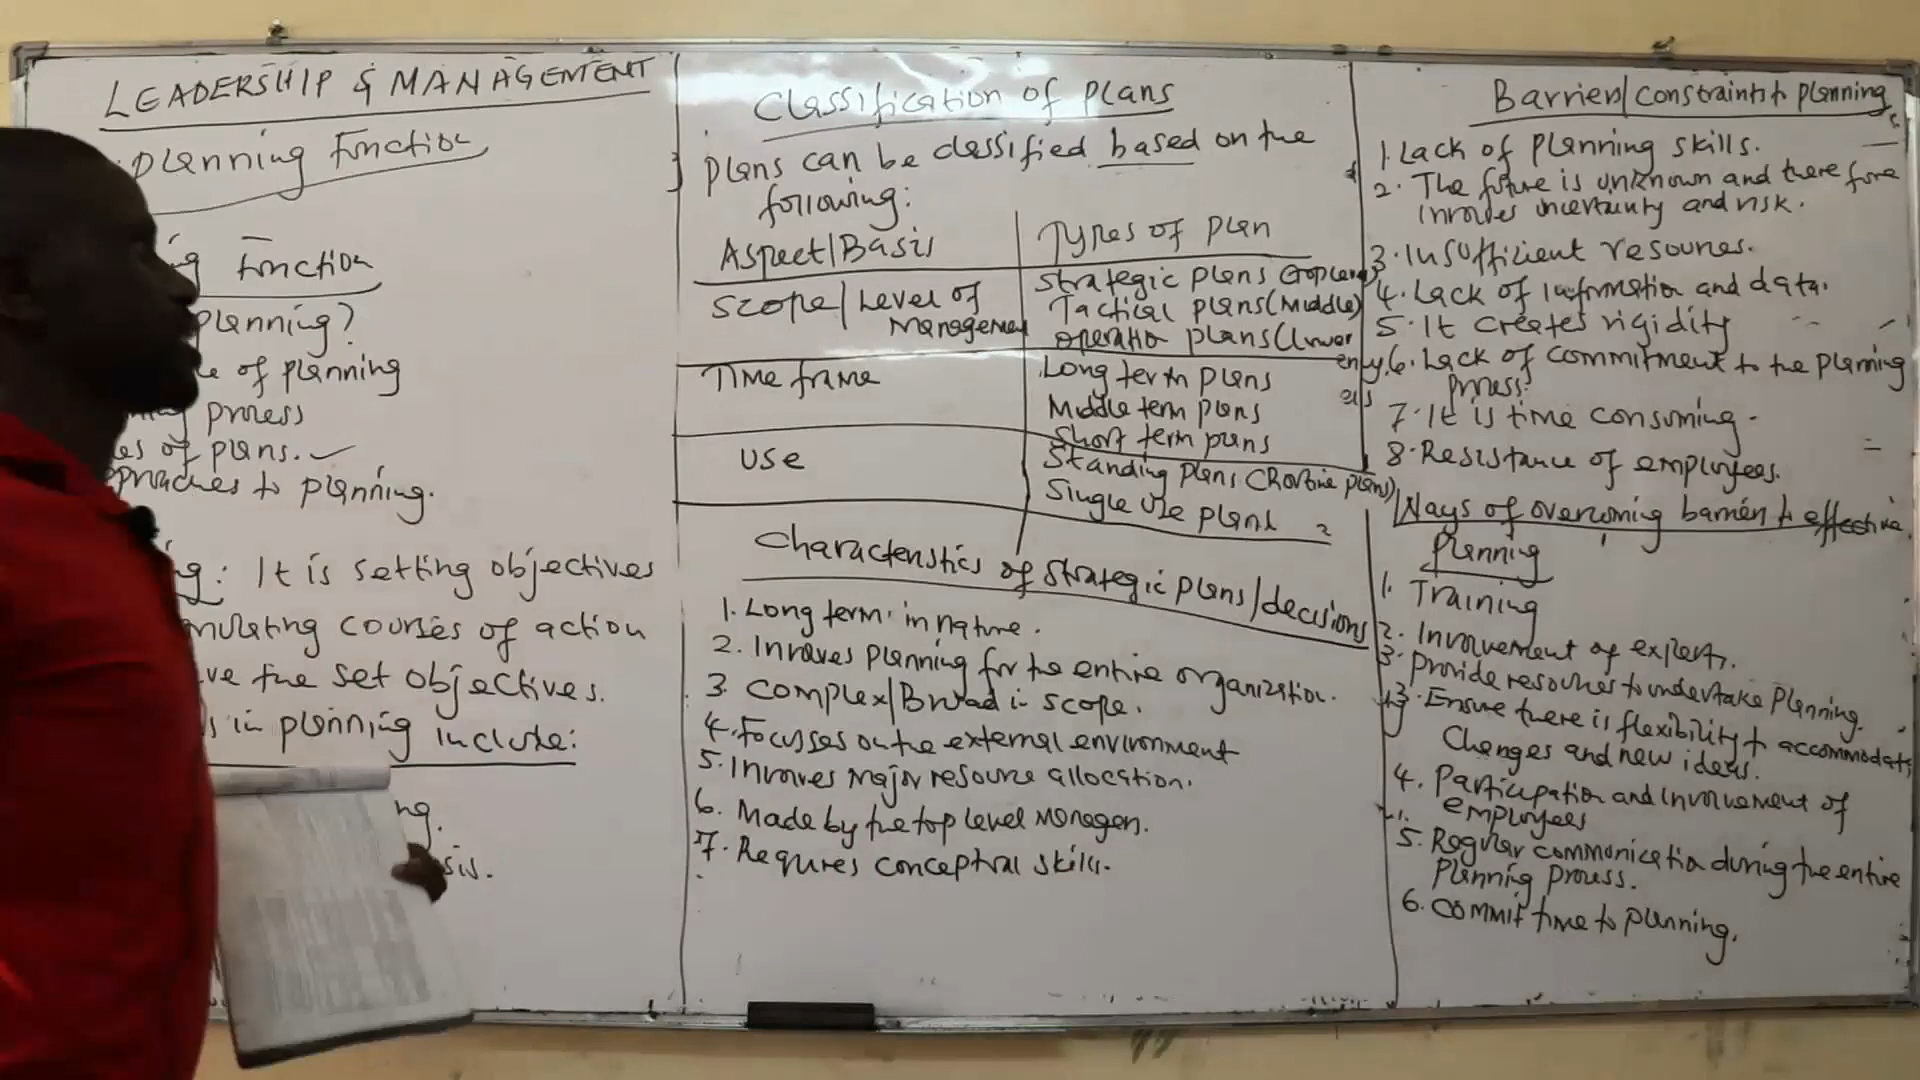 LEADERSHIP & MANAGEMENT
planning Function
Function
planning?
of planning
process
of plans.
to planning.
It is setting objectives
courses of action
the set objectives.
in planning include:
Classification of plans
Plans can be classified based on the
following:
Aspect/Basis
Types of plan
Scope/Level of
Management
Strategic plans
Tactical plans (Middle)
operation plans (Lower
Time frame
Long term plans
Middle term plans
Short term plans
USE
Standing plans (Routine plans)
Single use plans
Characteristics of strategic plans/decisions
1. Long term in nature.
2. Involves planning for the entire organization.
3. Complex/Broad in scope.
4. Focusses on the external environment
5. Involves major resource allocation.
6. Made by the top level managers.
7. Requires conceptual skills.
Barriers/constraints to planning
1. Lack of planning skills.
2. The future is unknown and therefore
involves uncertainty and risk.
3. Insufficient resources.
4. Lack of information and data.
5. It creates rigidity
6. Lack of commitment to the planning
process.
7. It is time consuming.
8. Resistance of employees.
Ways of overcoming barriers to effective
planning
1. Training
2. Involvement of experts.
3. Provide resources to undertake planning.
3. Ensure there is flexibility to accommodate
Changes and new ideas.
4. Participation and involvement of
employees
5. Regular communication during the entire
planning process.
6. Commit time to planning.